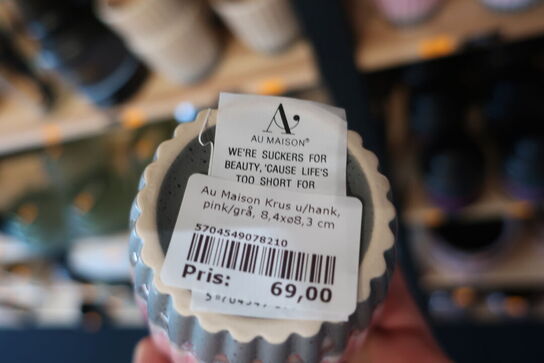 AU MAISON®
WE'RE SUCKERS FOR
BEAUTY, 'CAUSE LIFE'S
TOO SHORT FOR
Au Maison Krus u/hank,
pink/grå, 8,4xø8,3 cm
5704549078210
Pris: 69,00